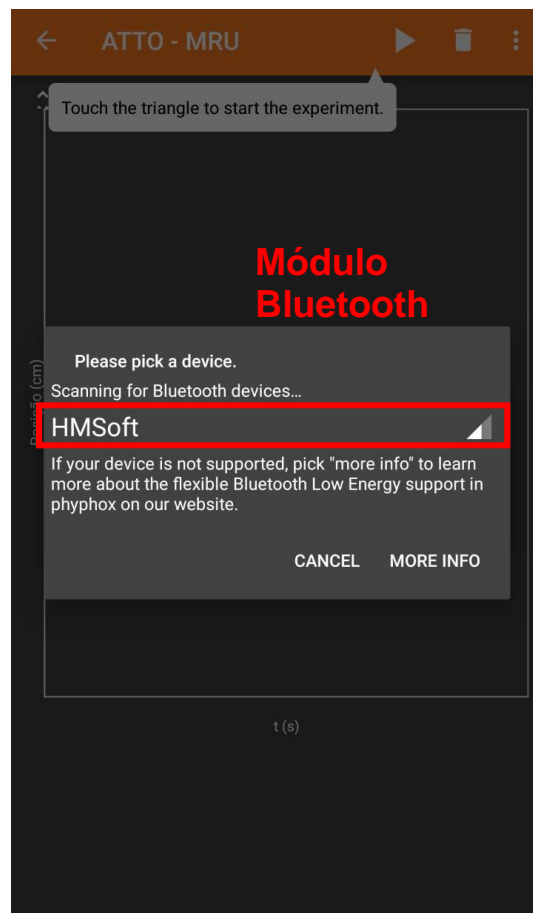 ATTO - MRU
Touch the triangle to start the experiment.
Módulo
Bluetooth
Please pick a device.
Scanning for Bluetooth devices...
Posição (cm)
HMSoft
If your device is not supported, pick "more info" to learn
more about the flexible Bluetooth Low Energy support in
phyphox on our website.
CANCEL MORE INFO
t (s)